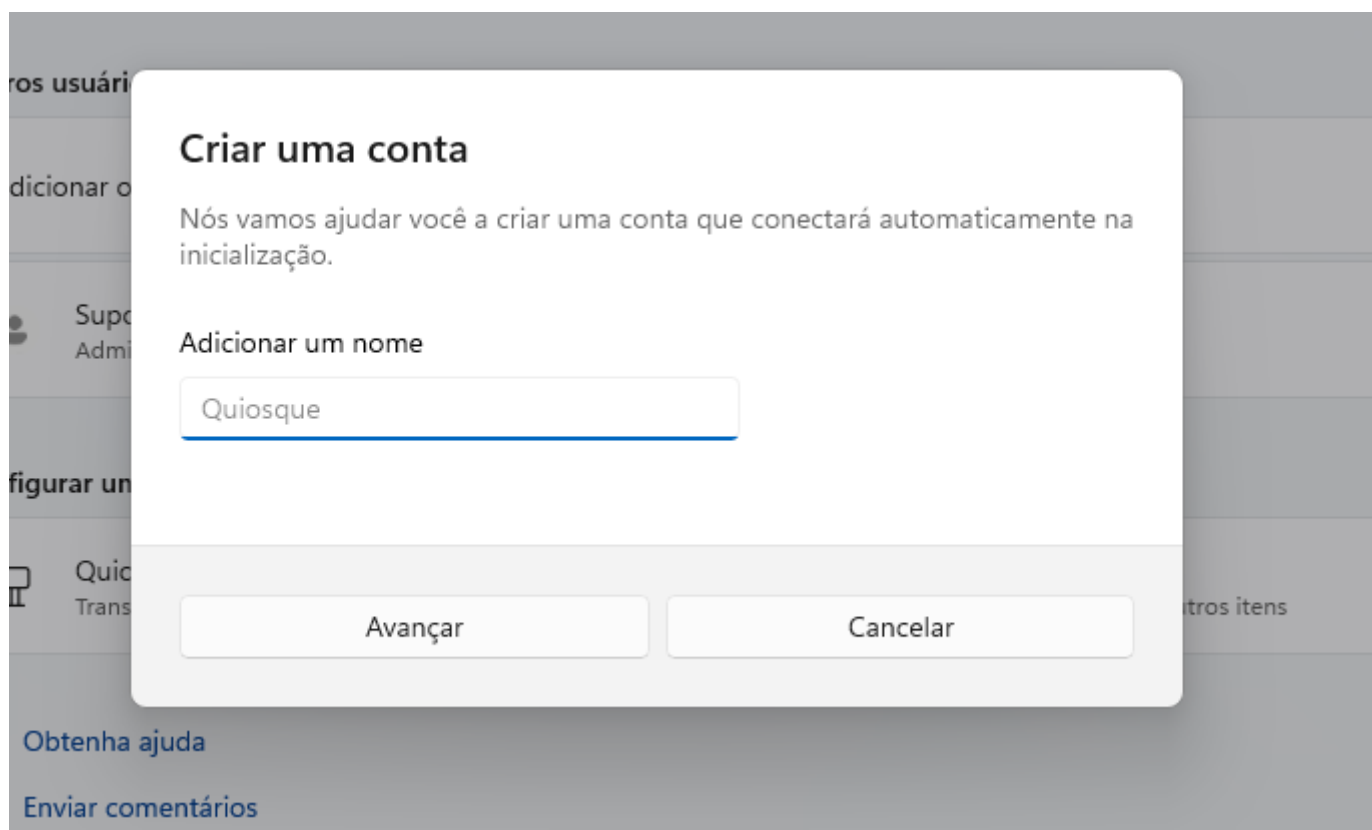 ros usuári
Criar uma conta
dicionar o
Nós vamos ajudar você a criar uma conta que conectará automaticamente na
inicialização.
Supo
Admi
Adicionar um nome
Quiosque
figurar un
Quic
Trans
tros itens
Avançar
Cancelar
Obtenha ajuda
Enviar comentários